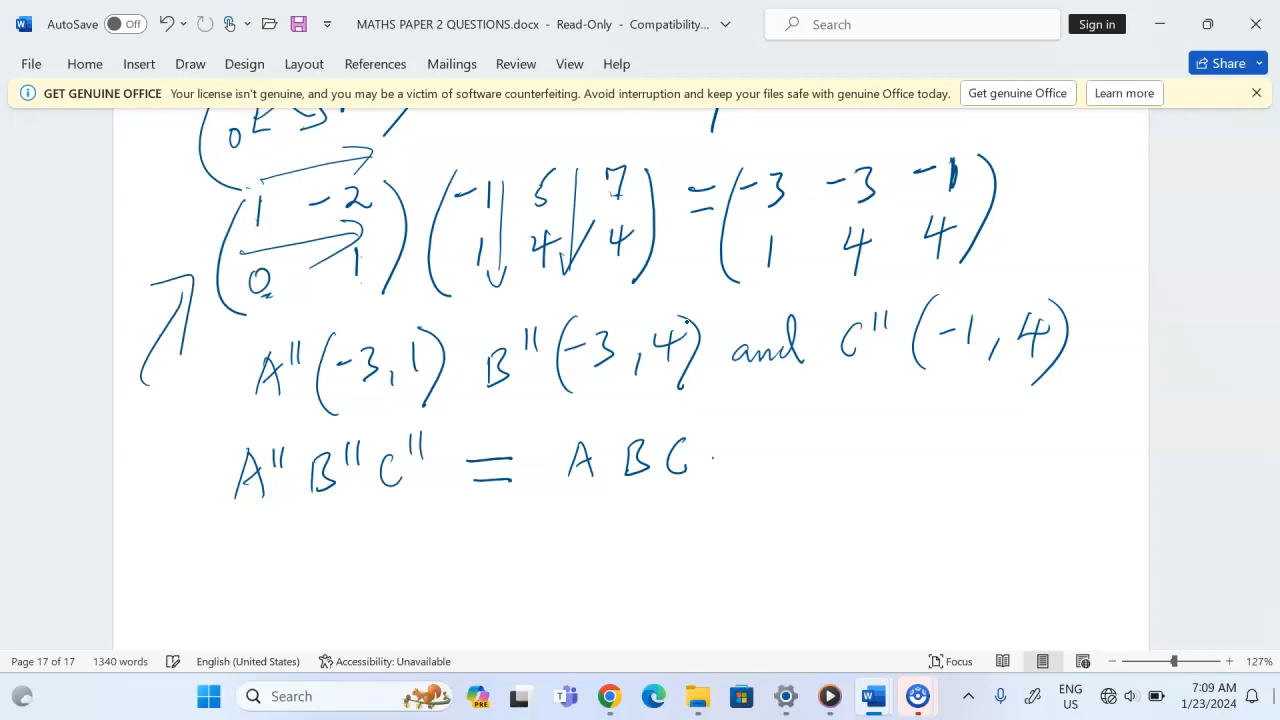 AutoSave Off MATHS PAPER 2 QUESTIONS.docx - Read-Only - Compatibility... Search Sign in
File Home Insert Draw Design Layout References Mailings Review View Help Share
GET GENUINE OFFICE Your license isn't genuine, and you may be a victim of software counterfeiting. Avoid interruption and keep your files safe with genuine Office today. Get genuine Office Learn more
( 1 -2 ) ( -1 5 7 ) = ( -3 -3 -1 )
( 0 1 ) ( 1 4 4 ) ( 1 4 4 )
A'' (-3, 1) B'' (-3, 4) and C'' (-1, 4)
A'' B'' C'' = A B C .
Page 17 of 17 1340 words English (United States) Accessibility: Unavailable Focus 127%
Search ENG 7:09 AM
US 1/23/2024